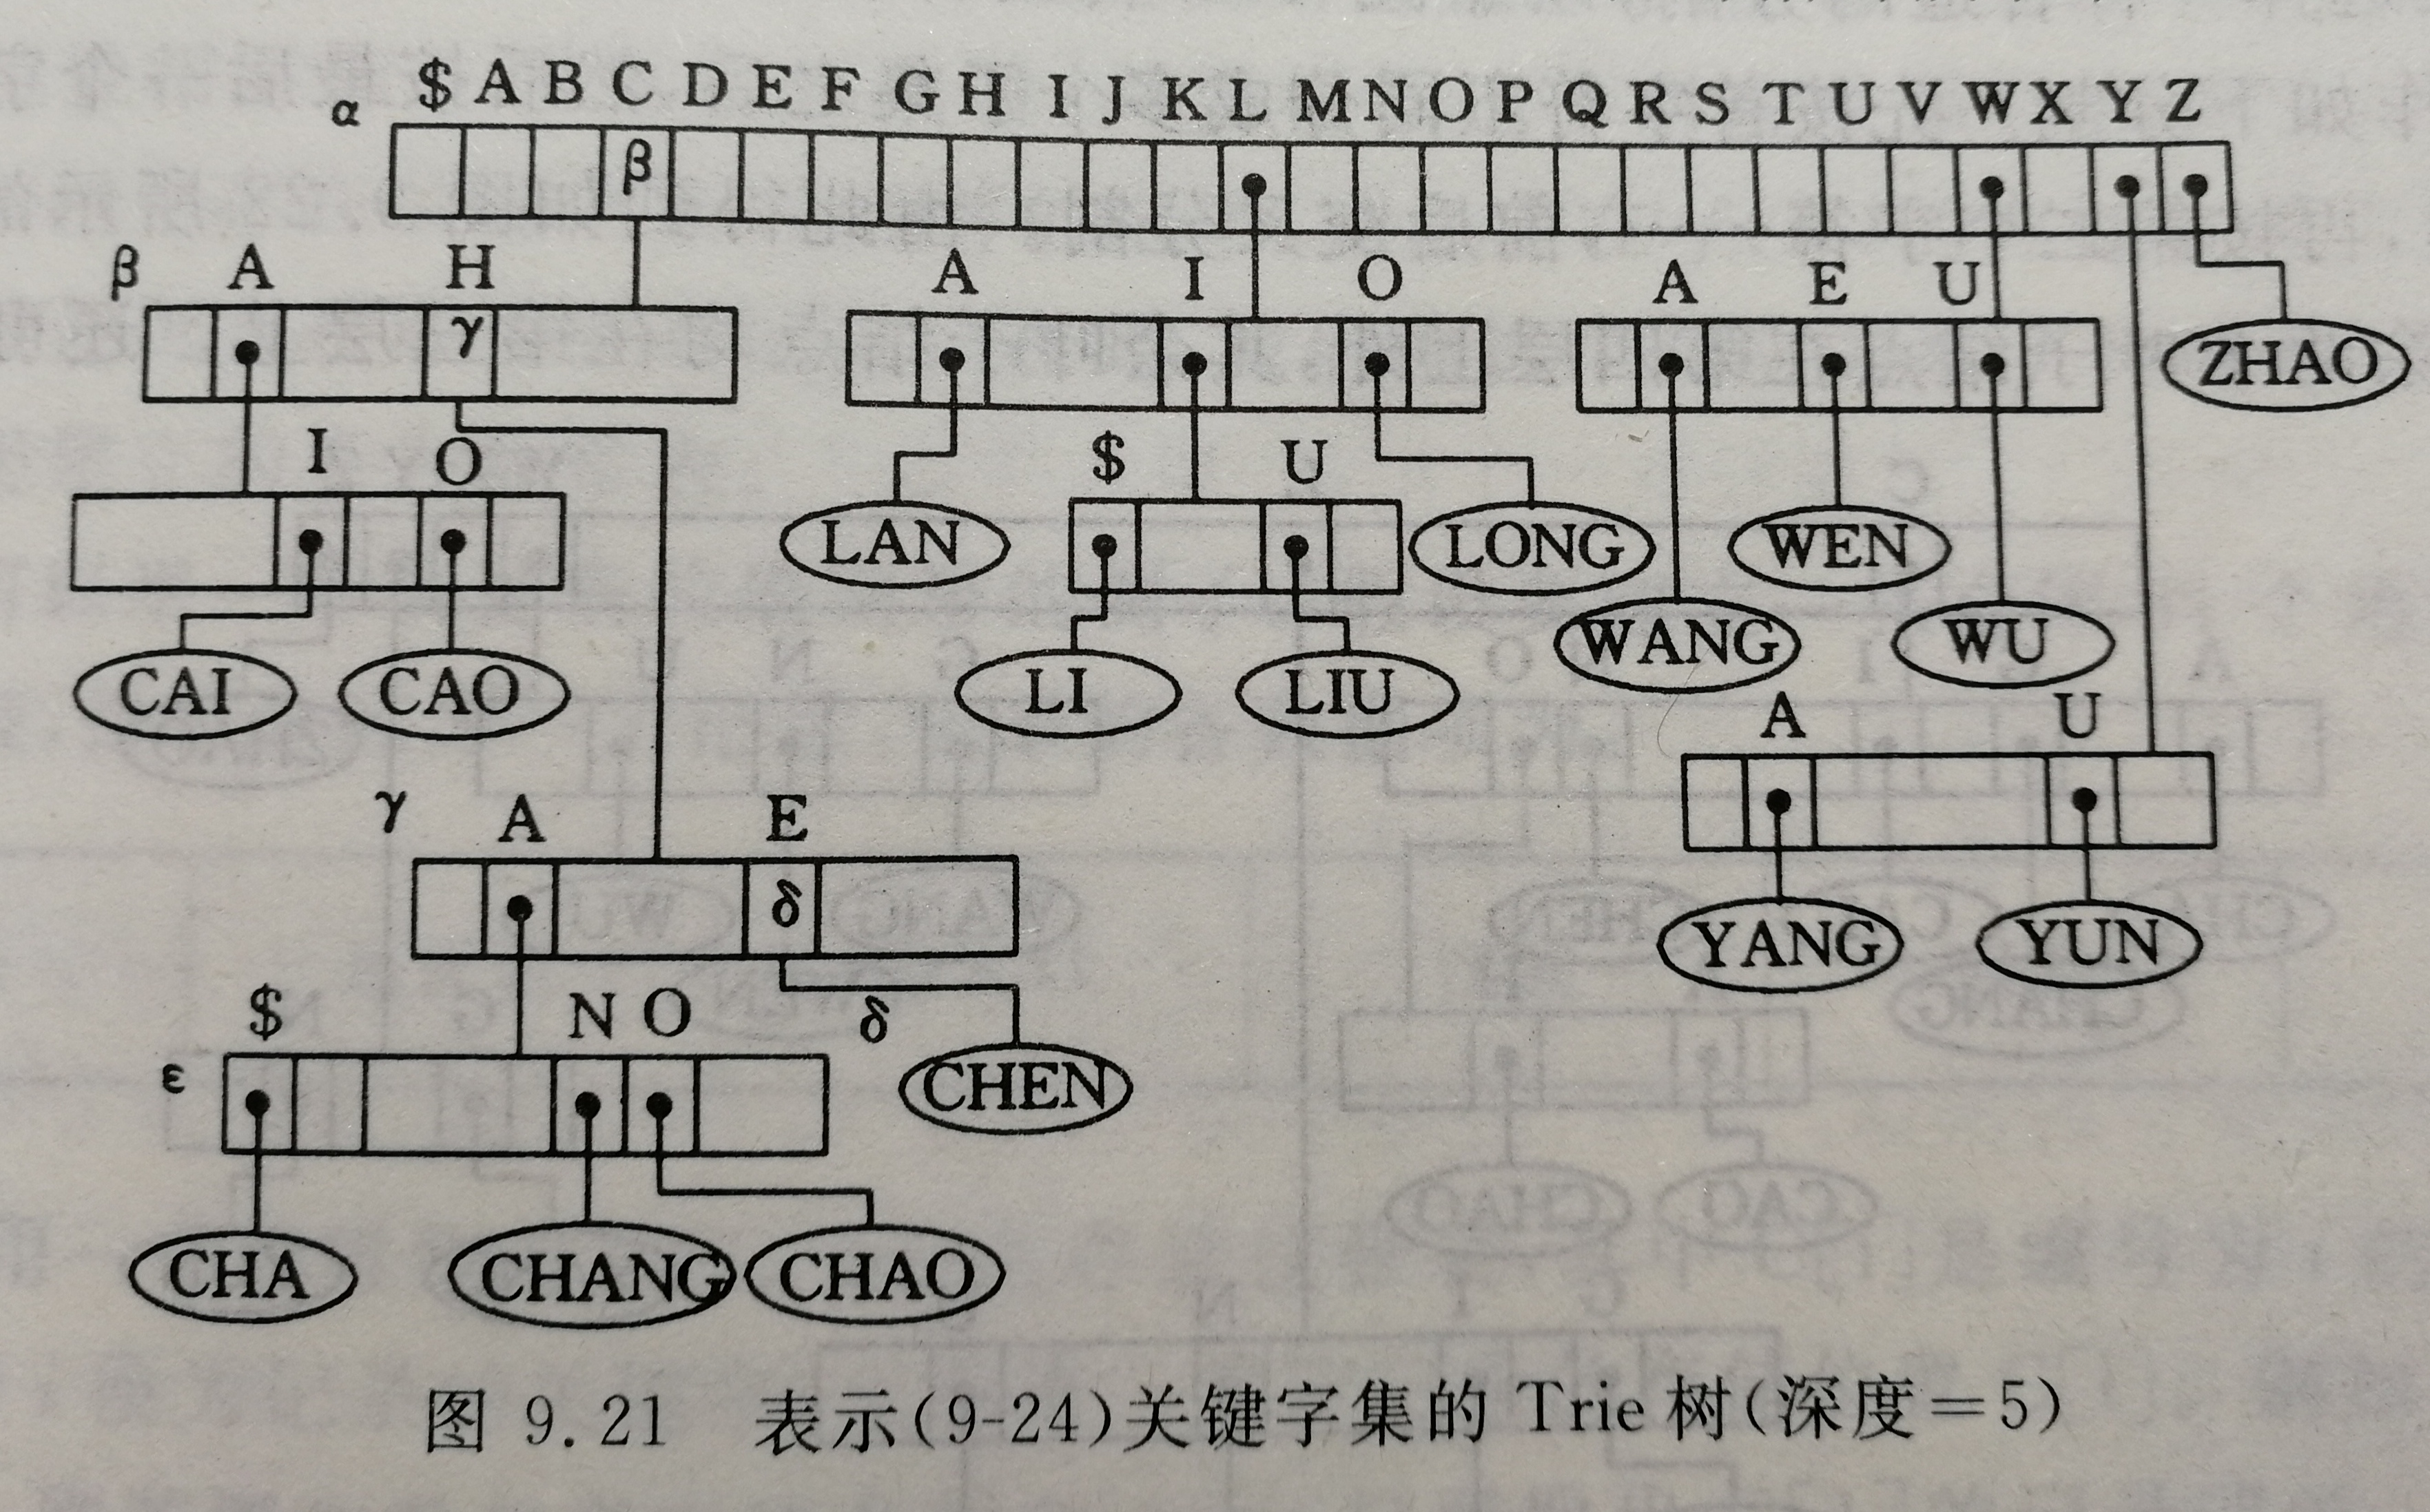 α $ A B C D E F G H I J K L M N O P Q R S T U V W X Y Z
β
β A H A I O A E U
γ
ZHAO
I O $ U
LAN LONG WEN
WANG WU
CAI CAO LI LIU
A U
γ A E
δ
YANG YUN
$ N O δ
ε
CHEN
CHA CHANG CHAO
图 9.21 表示(9-24)关键字集的 Trie 树(深度=5)